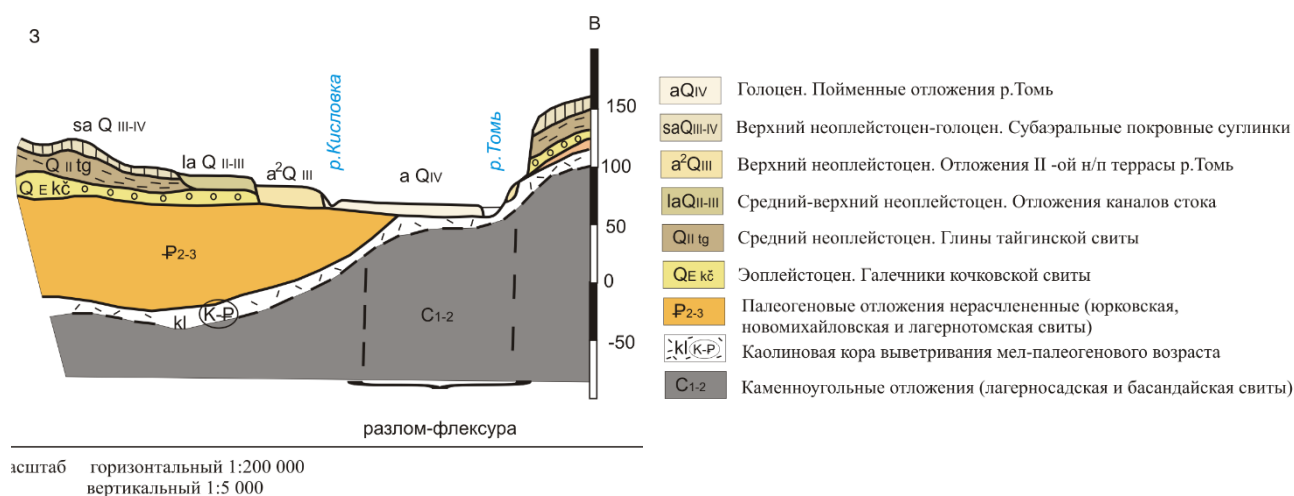 З
В
р.Кисловка
р.Томь
sa Q III-IV
Q II tg
la Q II-III
a²Q III
a QIV
Q E kč
₽2-3
kl K-₽
C1-2
150
100
50
0
-50
разлом-флексура
асштаб горизонтальный 1:200 000
вертикальный 1:5 000
aQIV Голоцен. Пойменные отложения р.Томь
saQIII-IV Верхний неоплейстоцен-голоцен. Субаэральные покровные суглинки
a²QIII Верхний неоплейстоцен. Отложения II -ой н/п террасы р.Томь
laQII-III Средний-верхний неоплейстоцен. Отложения каналов стока
QII tg Средний неоплейстоцен. Глины тайгинской свиты
QE kč Эоплейстоцен. Галечники кочковской свиты
₽2-3 Палеогеновые отложения нерасчлененные (юрковская,
новомихайловская и лагернотомская свиты)
kl K-₽ Каолиновая кора выветривания мел-палеогенового возраста
C1-2 Каменноугольные отложения (лагерносадская и басандайская свиты)